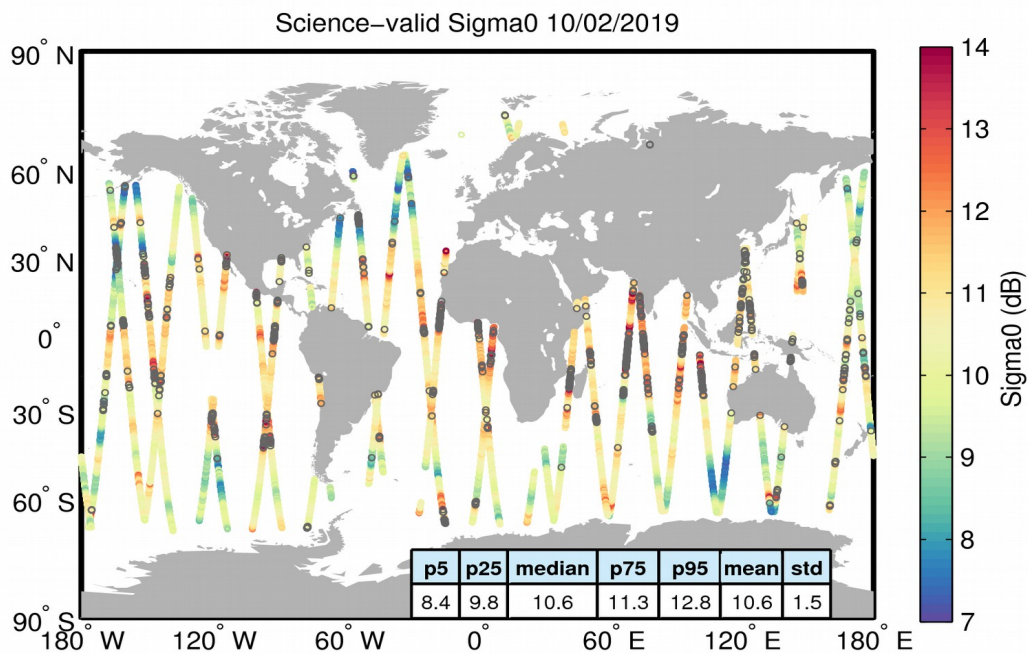 Science−valid Sigma0 10/02/2019
90° N
60° N
30° N
0°
30° S
60° S
90° S
180° W
120° W
60° W
0°
60° E
120° E
180° E
14
13
12
11
10
9
8
7
Sigma0 (dB)
p5 p25 median p75 p95 mean std
8.4 9.8 10.6 11.3 12.8 10.6 1.5